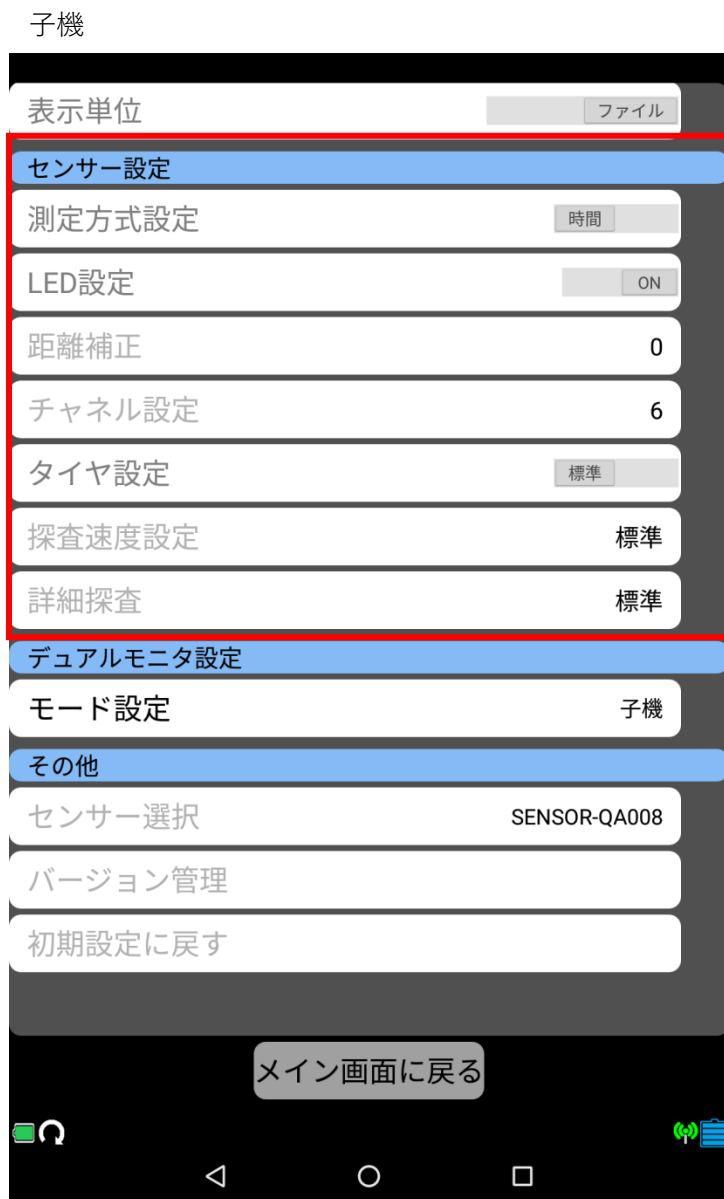 子機
表示単位 ファイル
センサー設定
測定方式設定 時間
LED設定 ON
距離補正 0
チャネル設定 6
タイヤ設定 標準
探査速度設定 標準
詳細探査 標準
デュアルモニタ設定
モード設定 子機
その他
センサー選択 SENSOR-QA008
バージョン管理
初期設定に戻す
メイン画面に戻る